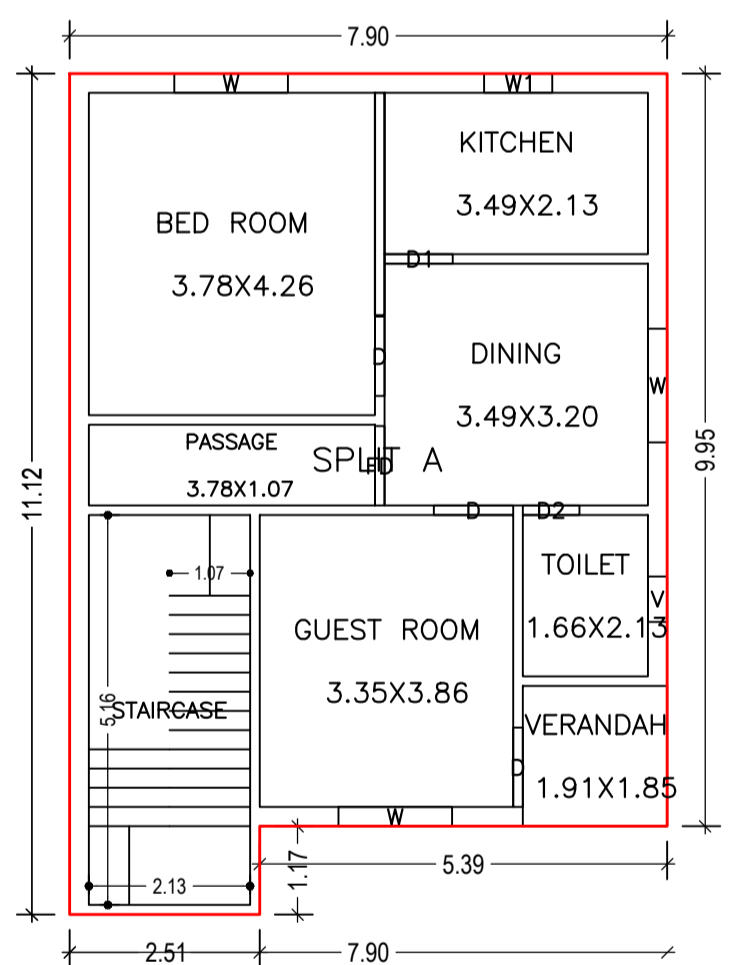 7.90
W
W1
KITCHEN
3.49X2.13
BED ROOM
3.78X4.26
D1
DINING
3.49X3.20
D
W
PASSAGE
3.78X1.07
SPLIT A
FD
11.12
9.95
D
D2
TOILET
1.66X2.13
V
1.07
GUEST ROOM
3.35X3.86
5.16
STAIRCASE
VERANDAH
1.91X1.85
D
W
1.17
5.39
2.13
2.51
7.90